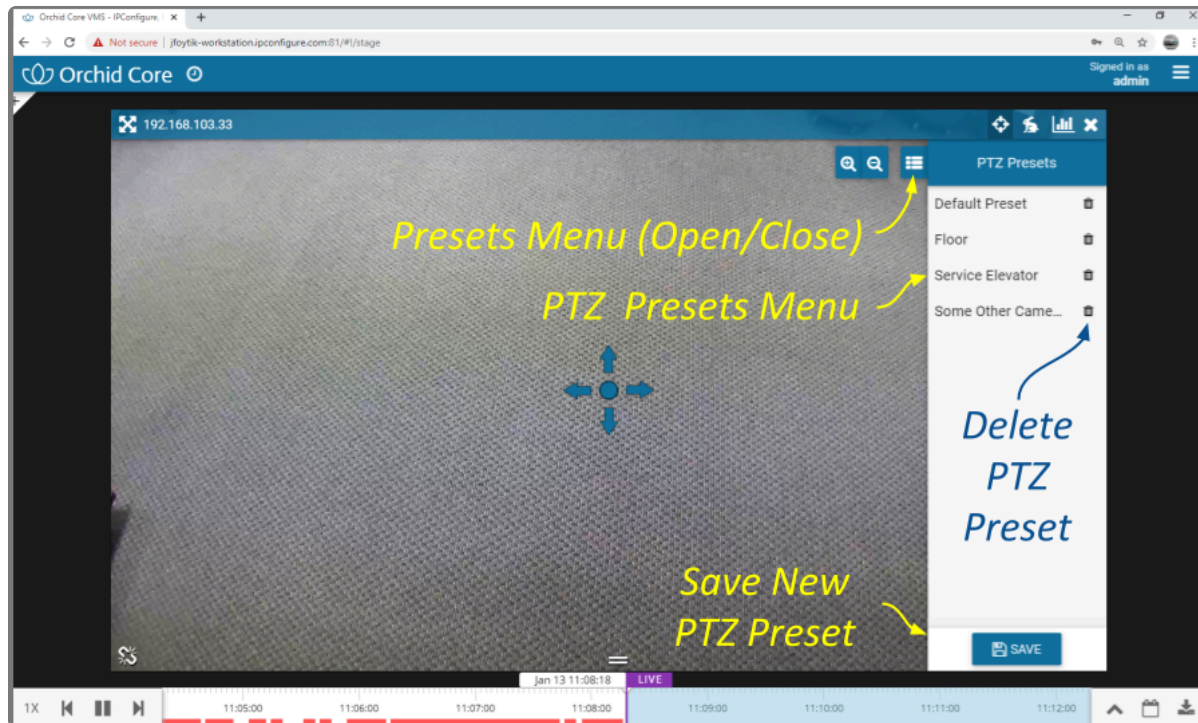 Orchid Core VMS - IPConfigure,
Not secure | jfoytik-workstation.ipconfigure.com:81/#!/stage
Orchid Core
Signed in as
admin
192.168.103.33
PTZ Presets
Default Preset
Presets Menu (Open/Close)
Floor
Service Elevator
PTZ Presets Menu
Some Other Came...
Delete
PTZ
Preset
Save New
PTZ Preset
SAVE
Jan 13 11:08:18
LIVE
1X
11:05:00
11:06:00
11:07:00
11:08:00
11:09:00
11:10:00
11:11:00
11:12:00